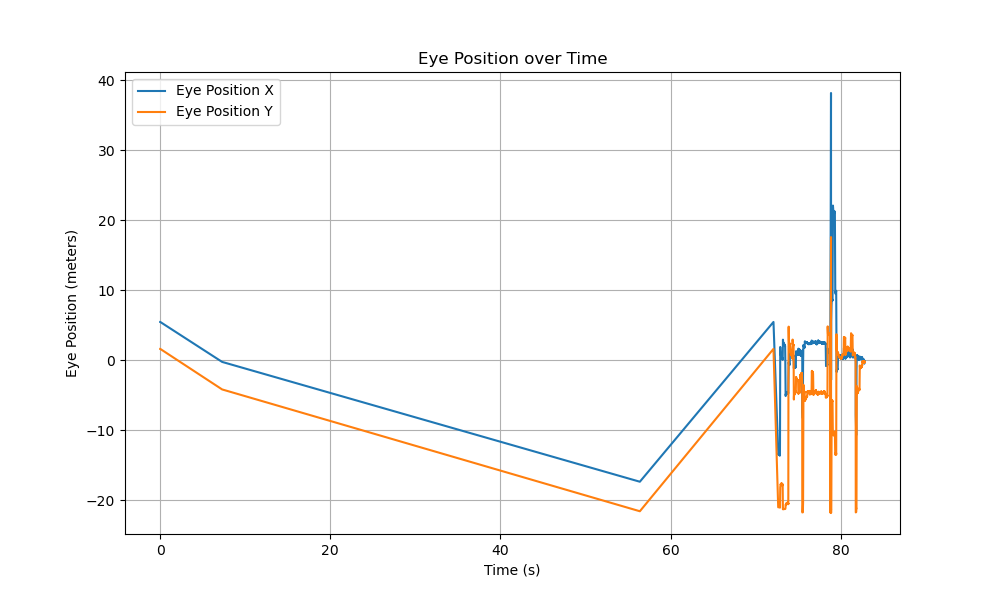 Eye Position over Time
Eye Position X
Eye Position Y
Eye Position (meters)
40
30
20
10
0
−10
−20
0 20 40 60 80
Time (s)